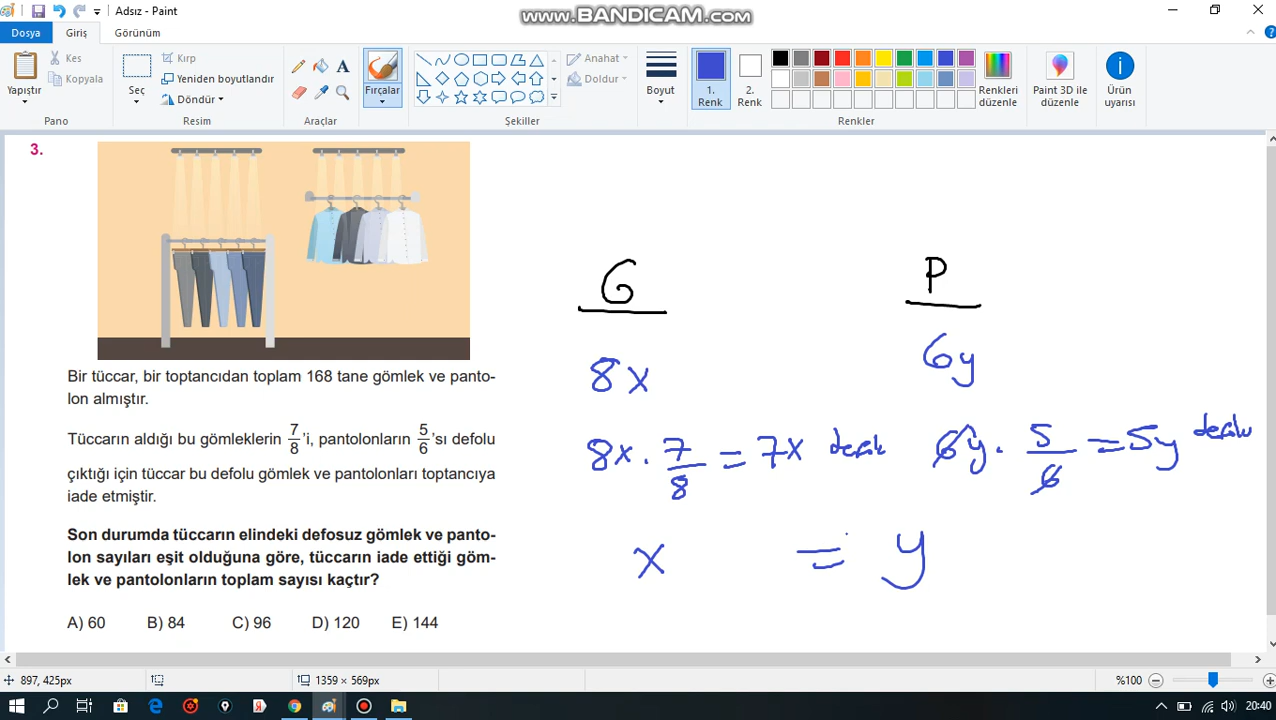 Adsız - Paint
www.BANDICAM.com
Dosya
Giriş
Görünüm
Yapıştır
Kes
Kopyala
Pano
Seç
Kırp
Yeniden boyutlandır
Döndür
Resim
A
Araçlar
Fırçalar
Anahat
Doldur
Şekiller
Boyut
1. Renk
2. Renk
Renkleri düzenle
Renkler
Paint 3D ile düzenle
Ürün uyarısı
3.
Bir tüccar, bir toptancıdan toplam 168 tane gömlek ve panto-
lon almıştır.
Tüccarın aldığı bu gömleklerin 7/8 'i, pantolonların 5/6 'sı defolu
çıktığı için tüccar bu defolu gömlek ve pantolonları toptancıya
iade etmiştir.
Son durumda tüccarın elindeki defosuz gömlek ve panto-
lon sayıları eşit olduğuna göre, tüccarın iade ettiği göm-
lek ve pantolonların toplam sayısı kaçtır?
A) 60 B) 84 C) 96 D) 120 E) 144
G P
8x 6y
8x . 7/8 = 7x 6y . 5/6 = 5y defolu
x = y
897, 425px
1359 × 569px
%100
20:40